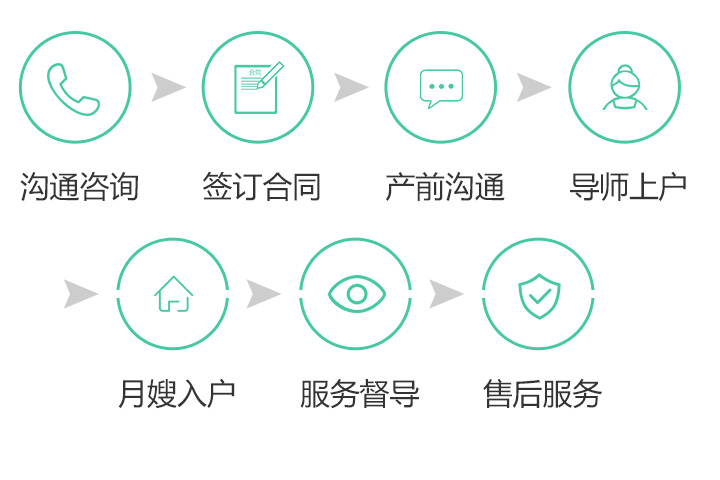 合同
沟通咨询
签订合同
产前沟通
导师上户
月嫂入户
服务督导
售后服务